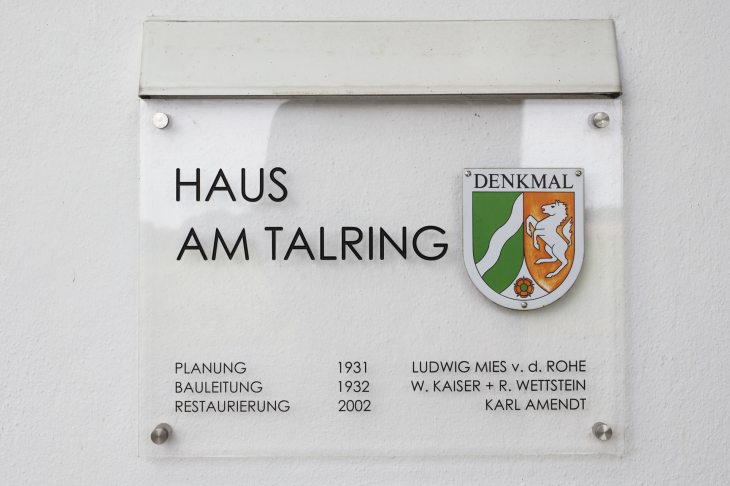 HAUS
AM TALRING
DENKMAL
PLANUNG 1931 LUDWIG MIES v. d. ROHE
BAULEITUNG 1932 W. KAISER + R. WETTSTEIN
RESTAURIERUNG 2002 KARL AMENDT